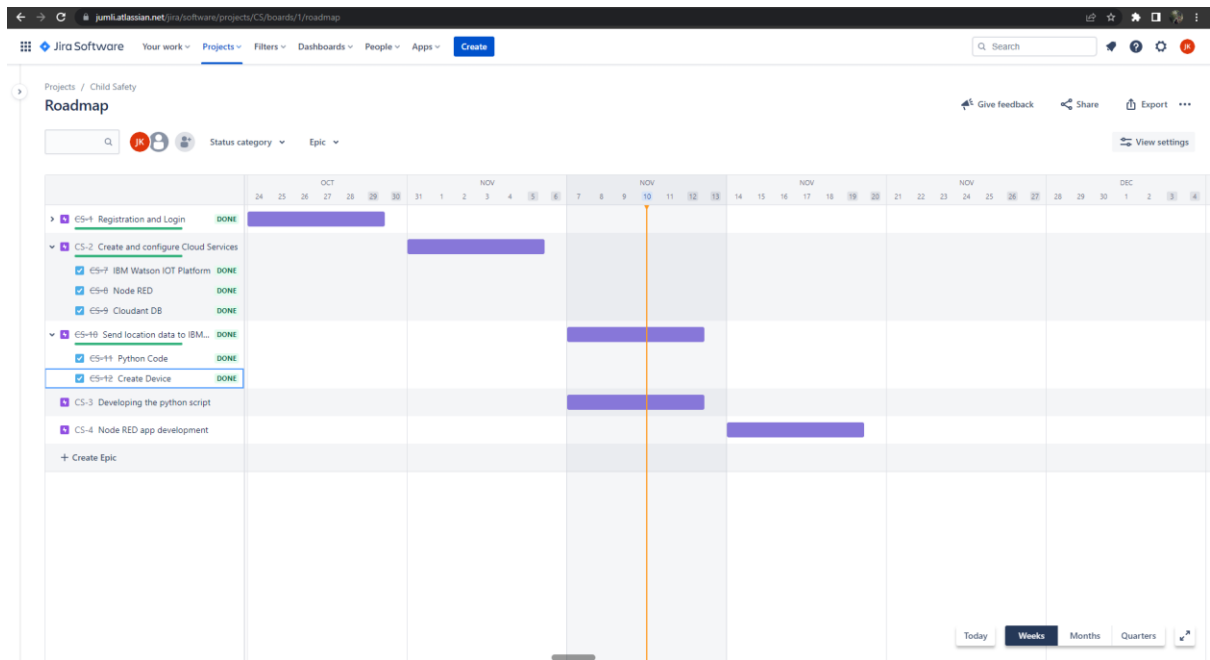 jumli.atlassian.net/jira/software/projects/CS/boards/1/roadmap
Jira Software Your work Projects Filters Dashboards People Apps Create Search JK
Projects / Child Safety
Roadmap Give feedback Share Export
JK Status category Epic View settings
OCT NOV NOV NOV NOV DEC
24 25 26 27 28 29 30 31 1 2 3 4 5 6 7 8 9 10 11 12 13 14 15 16 17 18 19 20 21 22 23 24 25 26 27 28 29 30 1 2 3 4
CS-1 Registration and Login DONE
CS-2 Create and configure Cloud Services
CS-7 IBM Watson IOT Platform DONE
CS-8 Node RED DONE
CS-9 Cloudant DB DONE
CS-10 Send location data to IBM... DONE
CS-11 Python Code DONE
CS-12 Create Device DONE
CS-3 Developing the python script
CS-4 Node RED app development
+ Create Epic
Today Weeks Months Quarters